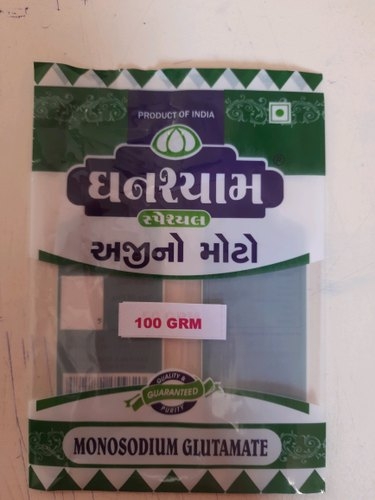 PRODUCT OF INDIA
ઘનશ્યામ
®
સ્પેશ્યલ
અજીનો મોટો
100 GRM
QUALITY &
GUARANTEED
PURITY
MONOSODIUM GLUTAMATE